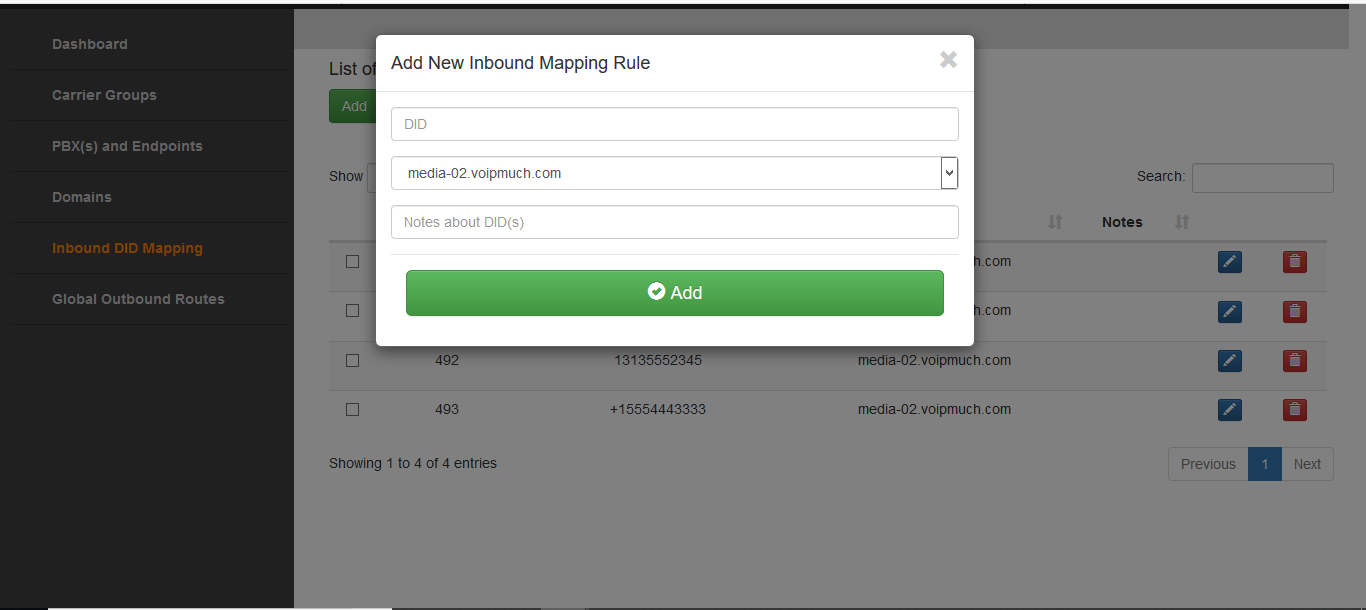 Dashboard
Carrier Groups
PBX(s) and Endpoints
Domains
Inbound DID Mapping
Global Outbound Routes
List of
Add
Show
Search:
Notes
h.com
h.com
492 13135552345 media-02.voipmuch.com
493 +15554443333 media-02.voipmuch.com
Showing 1 to 4 of 4 entries
Previous 1 Next
Add New Inbound Mapping Rule
DID
media-02.voipmuch.com
Notes about DID(s)
Add